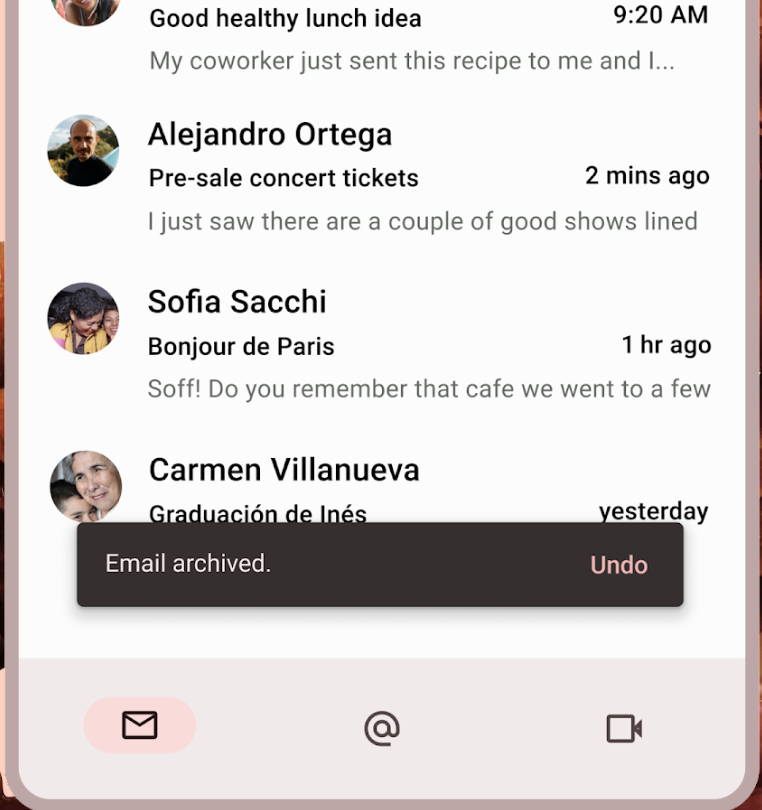 Good healthy lunch idea
9:20 AM
My coworker just sent this recipe to me and I...
Alejandro Ortega
Pre-sale concert tickets
2 mins ago
I just saw there are a couple of good shows lined
Sofia Sacchi
Bonjour de Paris
1 hr ago
Soff! Do you remember that cafe we went to a few
Carmen Villanueva
Graduación de Inés
yesterday
Email archived.
Undo